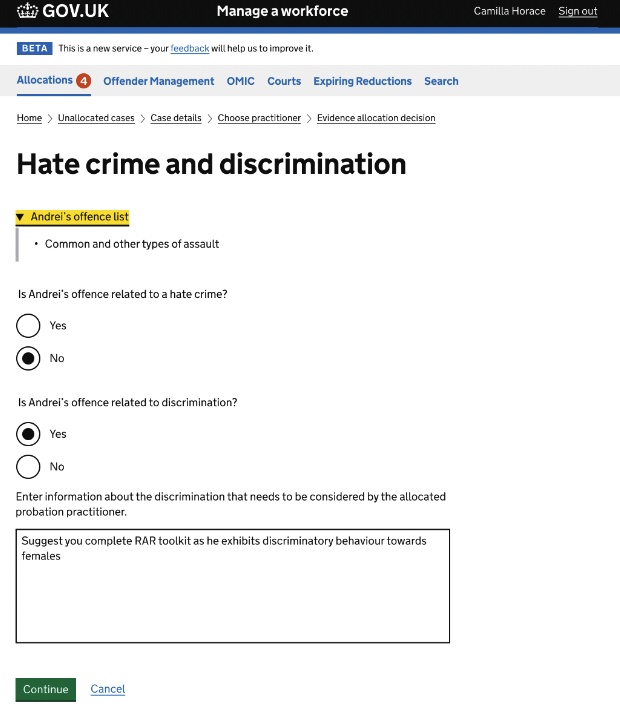 GOV.UK Manage a workforce Camilla Horace Sign out
BETA This is a new service – your feedback will help us to improve it.
Allocations 4 Offender Management OMIC Courts Expiring Reductions Search
Home > Unallocated cases > Case details > Choose practitioner > Evidence allocation decision
Hate crime and discrimination
▼ Andrei's offence list
• Common and other types of assault
Is Andrei's offence related to a hate crime?
Yes
No
Is Andrei's offence related to discrimination?
Yes
No
Enter information about the discrimination that needs to be considered by the allocated
probation practitioner.
Suggest you complete RAR toolkit as he exhibits discriminatory behaviour towards
females
Continue Cancel